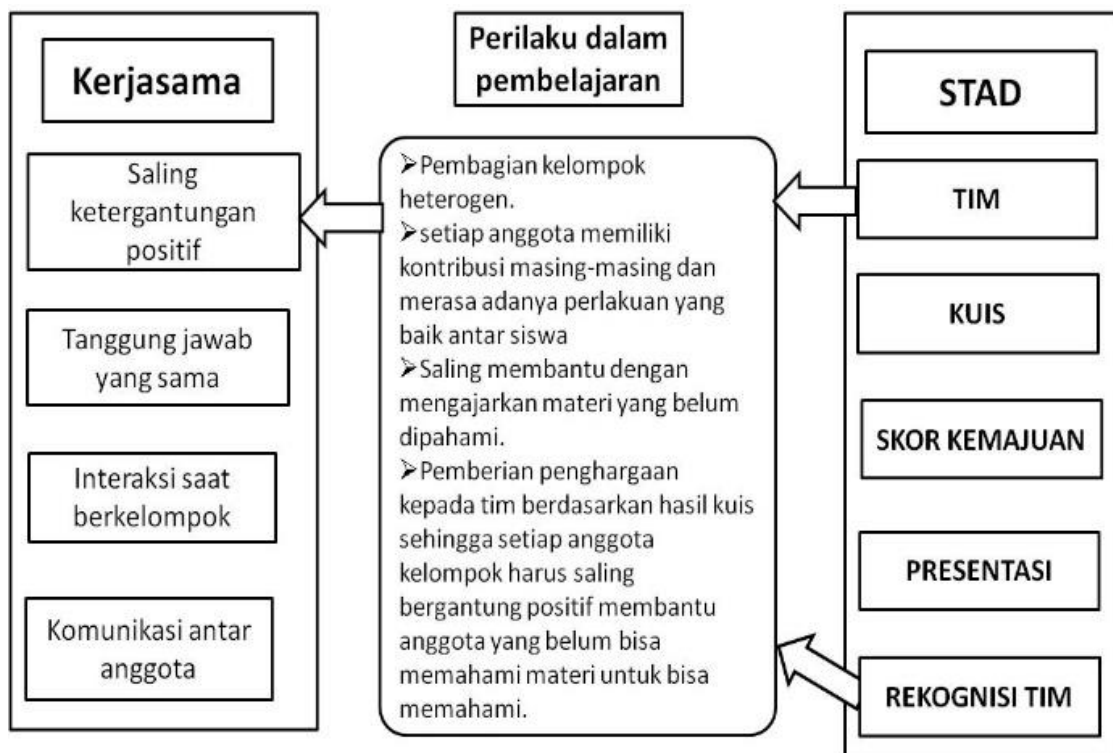 Kerjasama
Saling
ketergantungan
positif
Tanggung jawab
yang sama
Interaksi saat
berkelompok
Komunikasi antar
anggota
Perilaku dalam
pembelajaran
➤Pembagian kelompok
heterogen.
➤setiap anggota memiliki
kontribusi masing-masing dan
merasa adanya perlakuan yang
baik antar siswa
➤Saling membantu dengan
mengajarkan materi yang belum
dipahami.
➤Pemberian penghargaan
kepada tim berdasarkan hasil kuis
sehingga setiap anggota
kelompok harus saling
bergantung positif membantu
anggota yang belum bisa
memahami materi untuk bisa
memahami.
STAD
TIM
KUIS
SKOR KEMAJUAN
PRESENTASI
REKOGNISI TIM